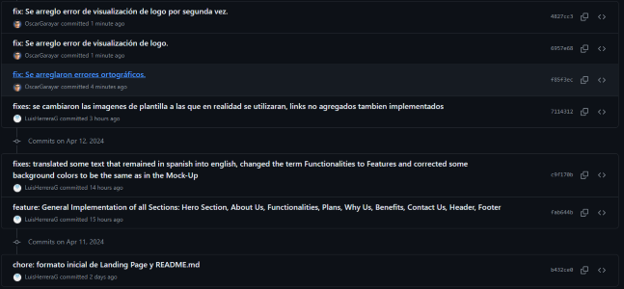 fix: Se arreglo error de visualización de logo por segunda vez.
OscarGarayar committed 1 minute ago
4827cc3
fix: Se arreglo error de visualización de logo.
OscarGarayar committed 1 minute ago
6957e68
fix: Se arreglaron errores ortográficos.
OscarGarayar committed 4 minutes ago
f85f3ec
fixes: se cambiaron las imagenes de plantilla a las que en realidad se utilizaran, links no agregados tambien implementados
LuisHerreraG committed 3 hours ago
7114312
Commits on Apr 12, 2024
fixes: translated some text that remained in spanish into english, changed the term Functionalities to Features and corrected some
background colors to be the same as in the Mock-Up
LuisHerreraG committed 14 hours ago
c9f170b
feature: General Implementation of all Sections: Hero Section, About Us, Functionalities, Plans, Why Us, Benefits, Contact Us, Header, Footer
LuisHerreraG committed 15 hours ago
feb644b
Commits on Apr 11, 2024
chore: formato inicial de Landing Page y README.md
LuisHerreraG committed 2 days ago
b432ce0